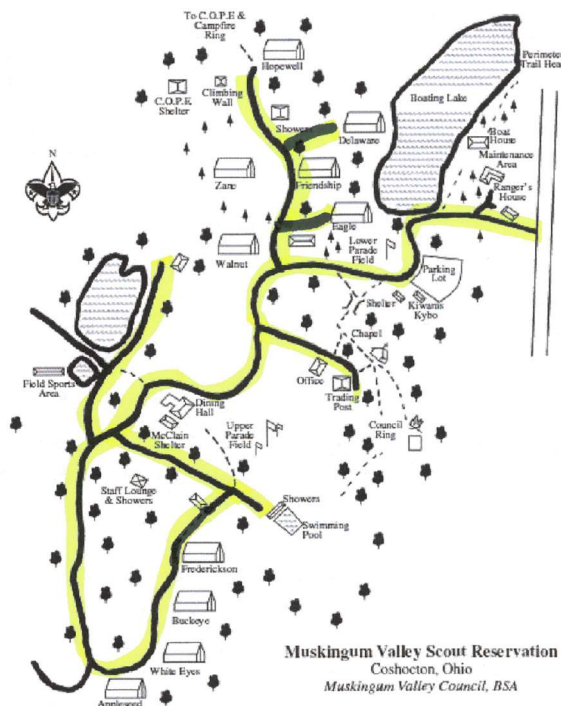 To C.O.P.E &
Campfire
Ring
Hopewell
C.O.P.E
Shelter
Climbing
Wall
Showers
Delaware
Boating Lake
Perimeter
Trail Head
Boat
House
Maintenance
Area
Ranger's
House
N
Zane
Friendship
Eagle
Walnut
Lower
Parade
Field
Parking
Lot
Shelter
Kiwanis
Kybo
Chapel
Field Sports
Area
Office
Trading
Post
Dining
Hall
McClain
Shelter
Upper
Parade
Field
Council
Ring
Staff Lounge
& Showers
Showers
Swimming
Pool
Frederickson
Buckeye
White Eyes
Appleseed
Muskingum Valley Scout Reservation
Coshocton, Ohio
Muskingum Valley Council, BSA